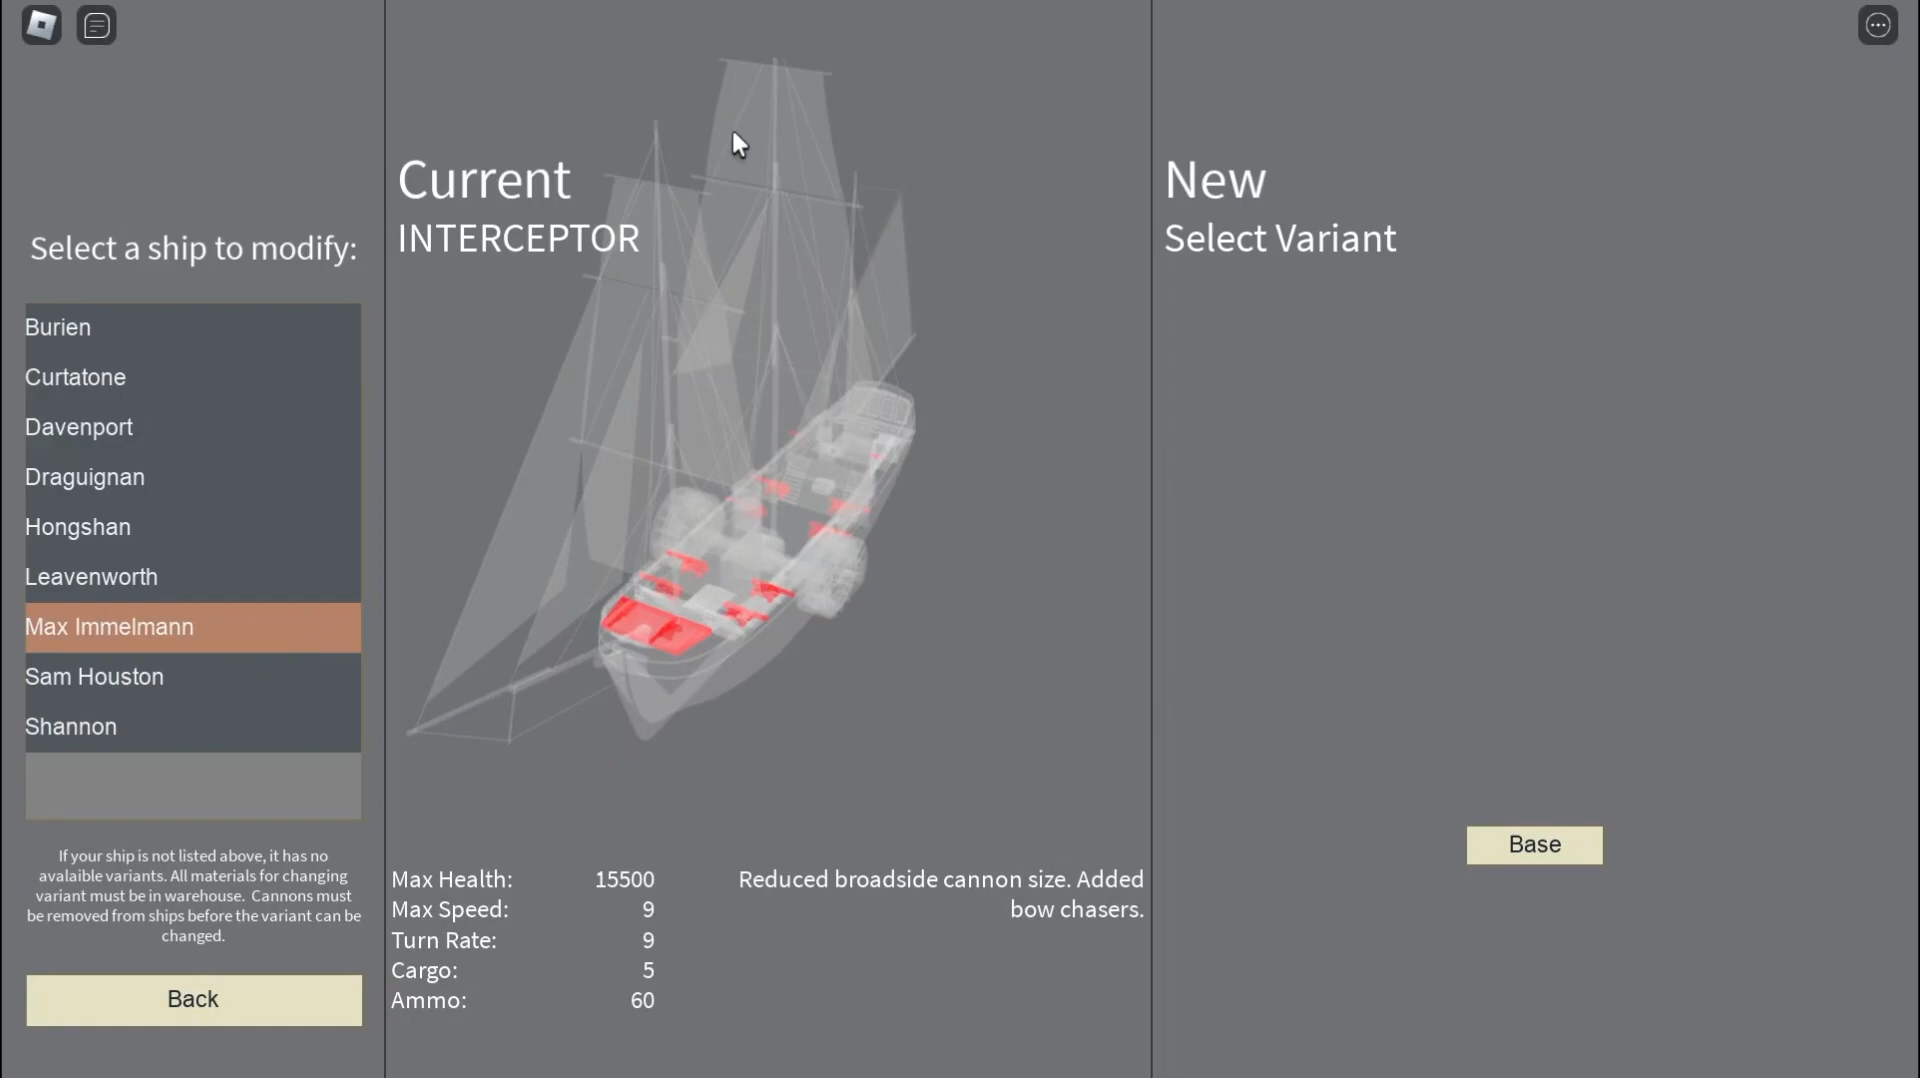 Select a ship to modify:
Burien
Curtatone
Davenport
Draguignan
Hongshan
Leavenworth
Max Immelmann
Sam Houston
Shannon
If your ship is not listed above, it has no
avalaible variants. All materials for changing
variant must be in warehouse. Cannons must
be removed from ships before the variant can be
changed.
Back
Current
INTERCEPTOR
Max Health: 15500
Max Speed: 9
Turn Rate: 9
Cargo: 5
Ammo: 60
Reduced broadside cannon size. Added
bow chasers.
New
Select Variant
Base